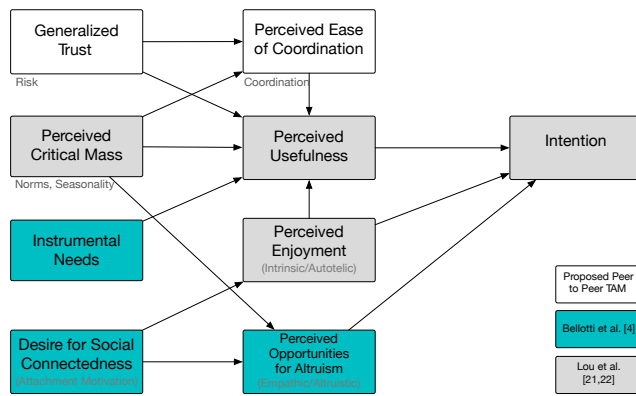 Generalized
Trust
Risk
Perceived Ease
of Coordination
Coordination
Perceived
Critical Mass
Norms, Seasonality
Perceived
Usefulness
Intention
Instrumental
Needs
Perceived
Enjoyment
(Intrinsic/Autotelic)
Desire for Social
Connectedness
(Attachment Motivation)
Perceived
Opportunities
for Altruism
(Empathic/Altruistic)
Proposed Peer
to Peer TAM
Bellotti et al. [4]
Lou et al.
[21,22]